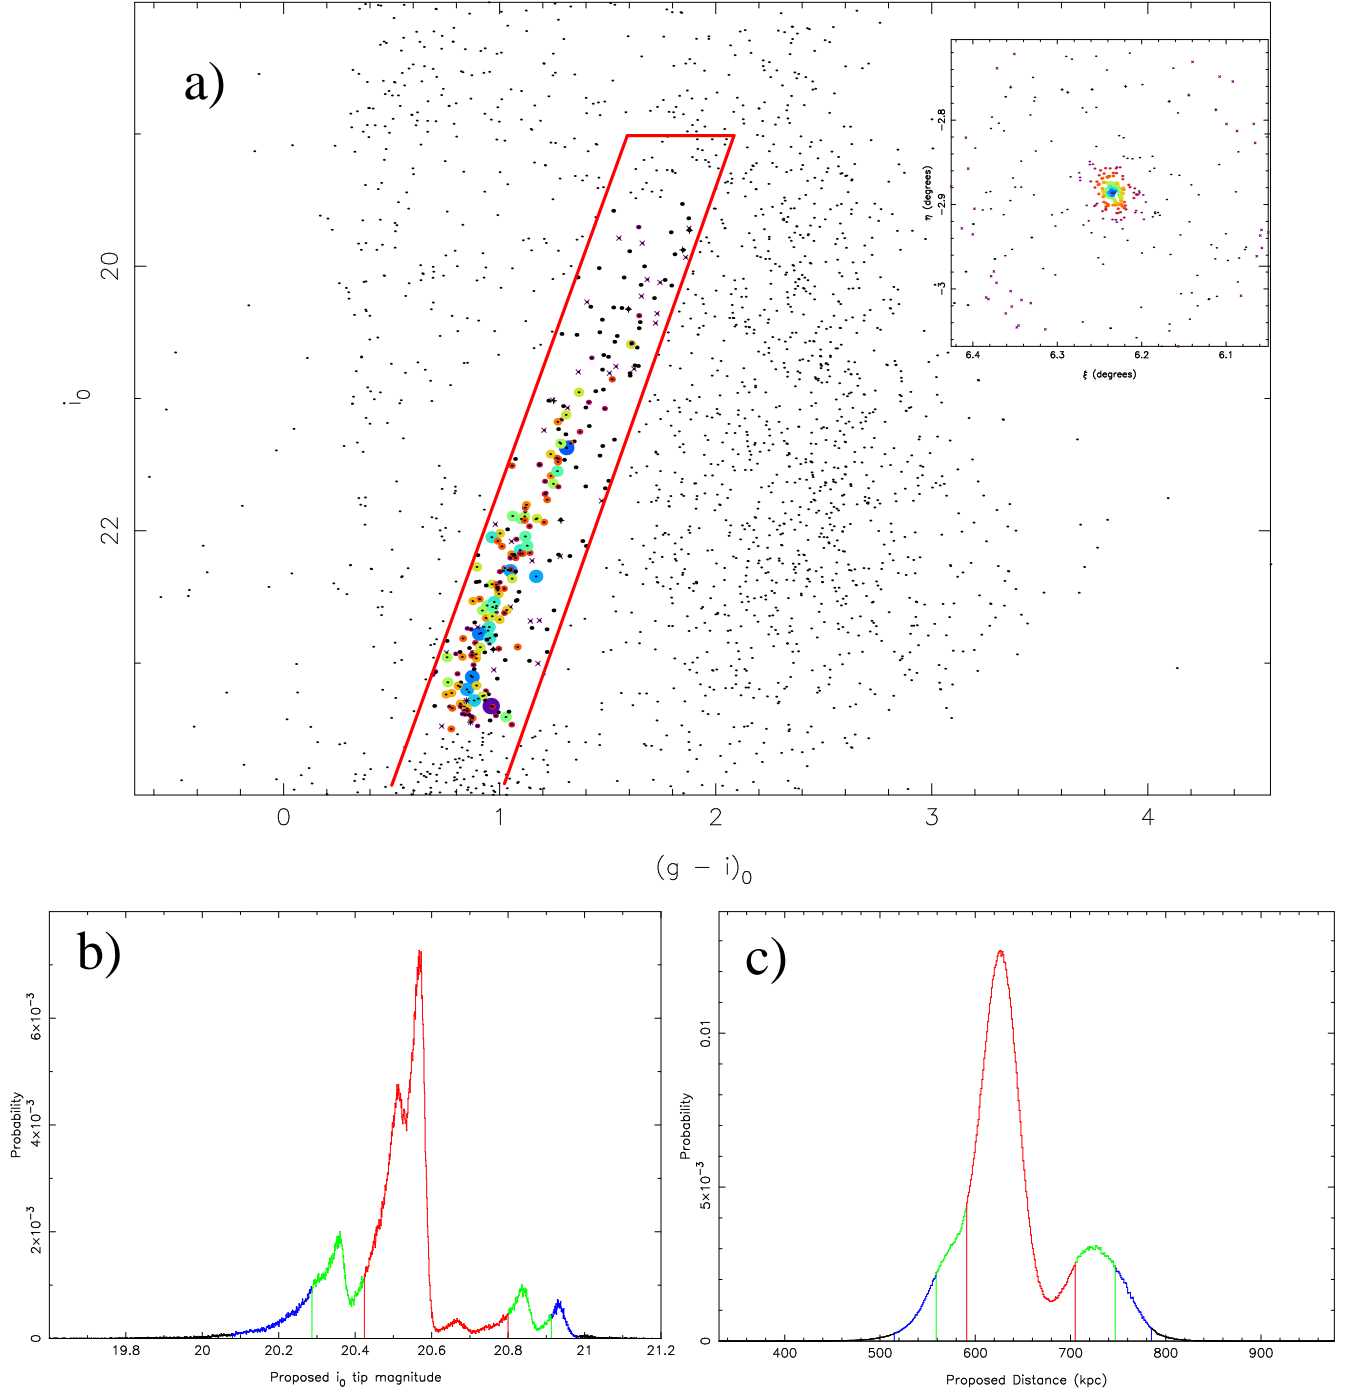 a)
20
22
i0
0 1 2 3 4
(g − i)0
−2.8
−2.9
−3
η (degrees)
6.4 6.3 6.2 6.1
ξ (degrees)
b)
6×10−3
4×10−3
2×10−3
0
Probability
19.8 20 20.2 20.4 20.6 20.8 21 21.2
Proposed i0 tip magnitude
c)
0.01
5×10−3
0
Probability
400 500 600 700 800 900
Proposed Distance (kpc)